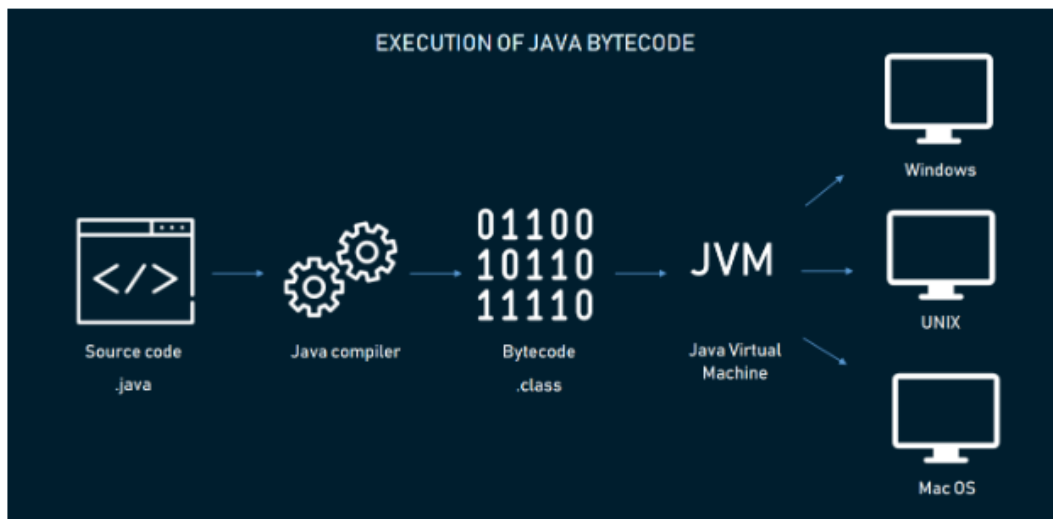 EXECUTION OF JAVA BYTECODE
Windows
</>
01100
10110
11110
JVM
UNIX
Source code
.java
Java compiler
Bytecode
.class
Java Virtual
Machine
Mac OS